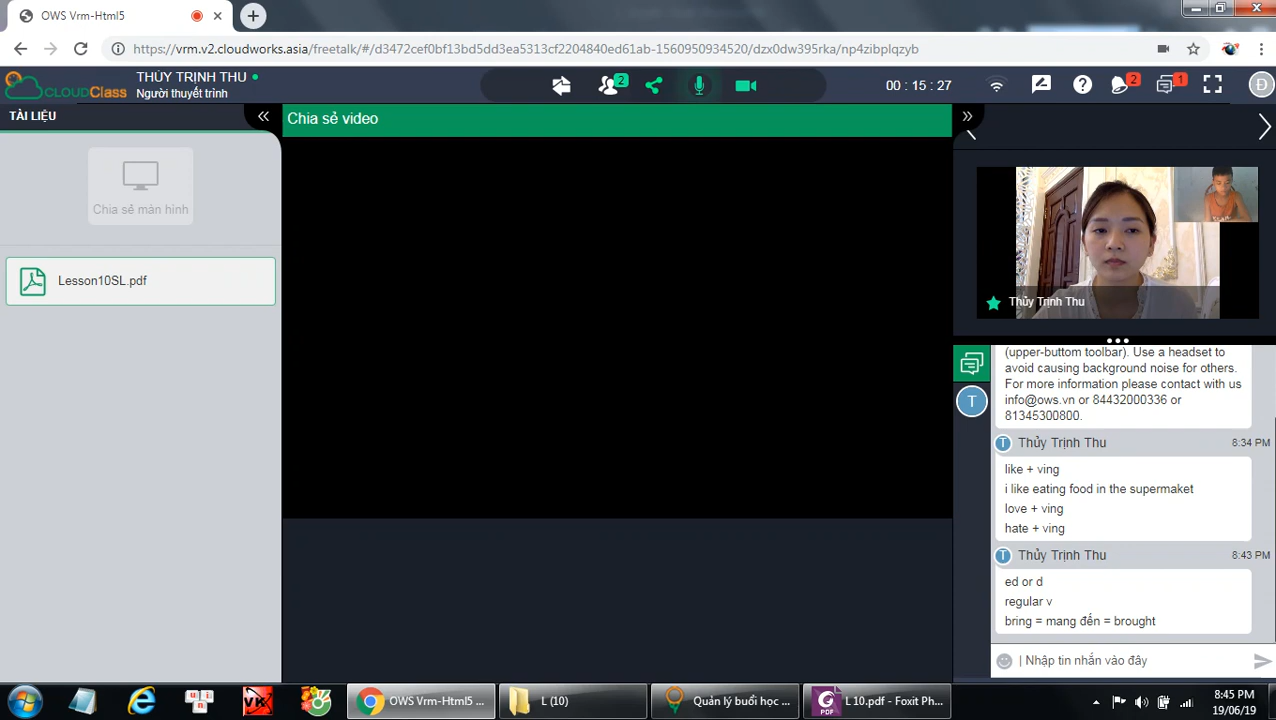 OWS Vrm-Html5
https://vrm.v2.cloudworks.asia/freetalk/#/d3472cef0bf13bd5dd3ea5313cf2204840ed61ab-1560950934520/dzx0dw395rka/np4zibplqzyb
CLOUDClass
THỦY TRỊNH THU
Người thuyết trình
2
00 : 15 : 27
2
1
Đ
TÀI LIỆU
Chia sẻ video
Chia sẻ màn hình
Lesson10SL.pdf
Thủy Trịnh Thu
(upper-buttom toolbar). Use a headset to
avoid causing background noise for others.
For more information please contact with us
info@ows.vn or 84432000336 or
81345300800.
T
T Thủy Trịnh Thu 8:34 PM
like + ving
i like eating food in the supermaket
love + ving
hate + ving
T Thủy Trịnh Thu 8:43 PM
ed or d
regular v
bring = mang đến = brought
Nhập tin nhắn vào đây
OWS Vrm-Html5 ...
L (10)
Quản lý buổi học ...
L 10.pdf - Foxit Ph...
PDF
VK
8:45 PM
19/06/19